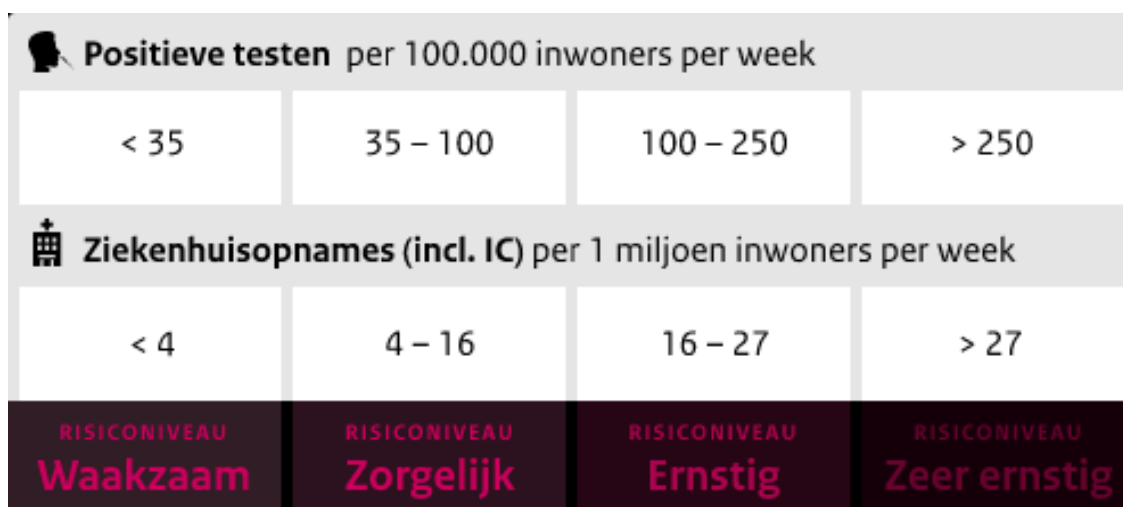 Positieve testen per 100.000 inwoners per week
< 35 35 – 100 100 – 250 > 250
Ziekenhuisopnames (incl. IC) per 1 miljoen inwoners per week
< 4 4 – 16 16 – 27 > 27
RISICONIVEAU RISICONIVEAU RISICONIVEAU RISICONIVEAU
Waakzaam Zorgelijk Ernstig Zeer ernstig